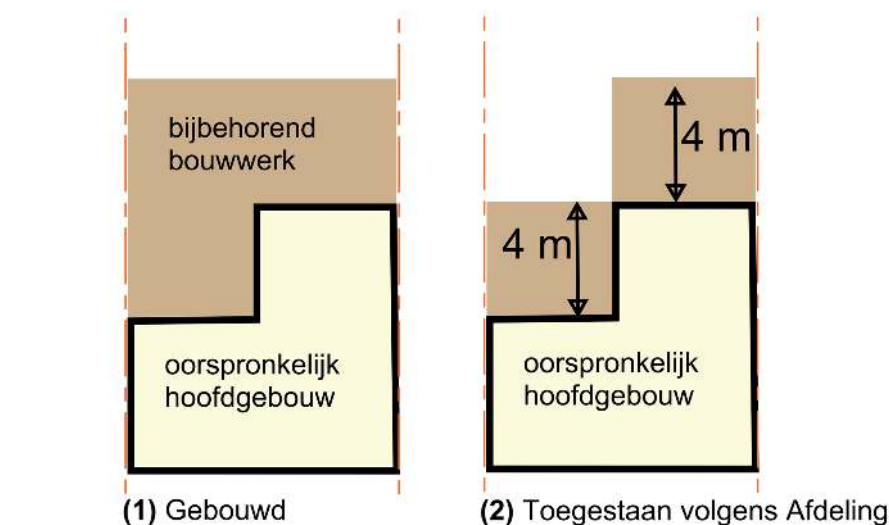 bijbehorend
bouwwerk
oorspronkelijk
hoofdgebouw
(1) Gebouwd
4 m
4 m
oorspronkelijk
hoofdgebouw
(2) Toegestaan volgens Afdeling